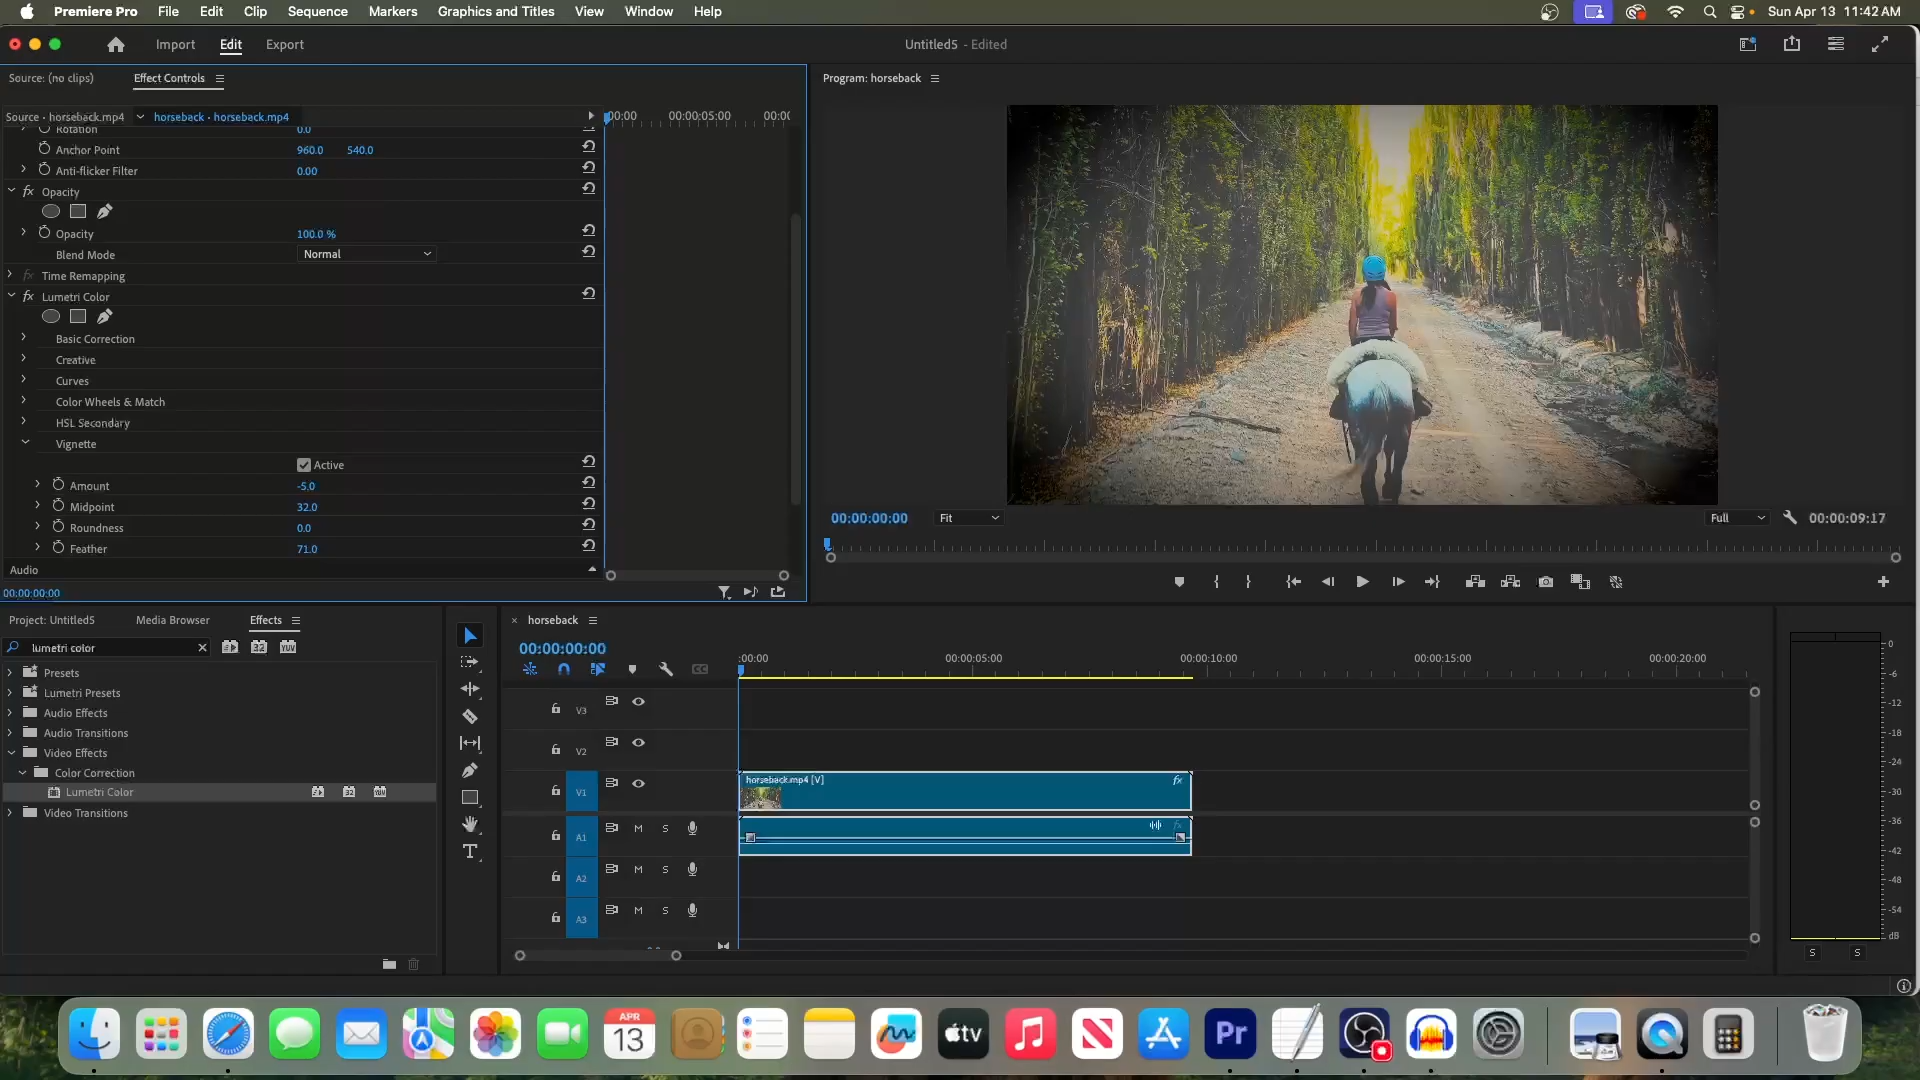 Premiere Pro File Edit Clip Sequence Markers Graphics and Titles View Window Help Sun Apr 13 11:42 AM
Import Edit Export Untitled5 - Edited
Source: (no clips) Effect Controls Program: horseback
Source • horseback.mp4 horseback • horseback.mp4 00:00 00:00:05:00 00:0
Rotation 0.0
Anchor Point 960.0 540.0
Anti-flicker Filter 0.00
fx Opacity
Opacity 100.0 %
Blend Mode Normal
fx Time Remapping
fx Lumetri Color
Basic Correction
Creative
Curves
Color Wheels & Match
HSL Secondary
Vignette
Active
Amount -5.0
Midpoint 32.0
Roundness 0.0
Feather 71.0
Audio
00:00:00:00
00:00:00:00 Fit Full 00:00:09:17
Project: Untitled5 Media Browser Effects
lumetri color 32 YUV
Presets
Lumetri Presets
Audio Effects
Audio Transitions
Video Effects
Color Correction
Lumetri Color 32 YUV
Video Transitions
T
× horseback
00:00:00:00
CC
:00:00 00:00:05:00 00:00:10:00 00:00:15:00 00:00:20:00
V3
V2
V1 horseback.mp4 [V] fx
A1 M S fx
A2 M S
A3 M S
0
-6
-12
-18
-24
-30
-36
-42
-48
-54
dB
S S
APR
13
tv
Pr